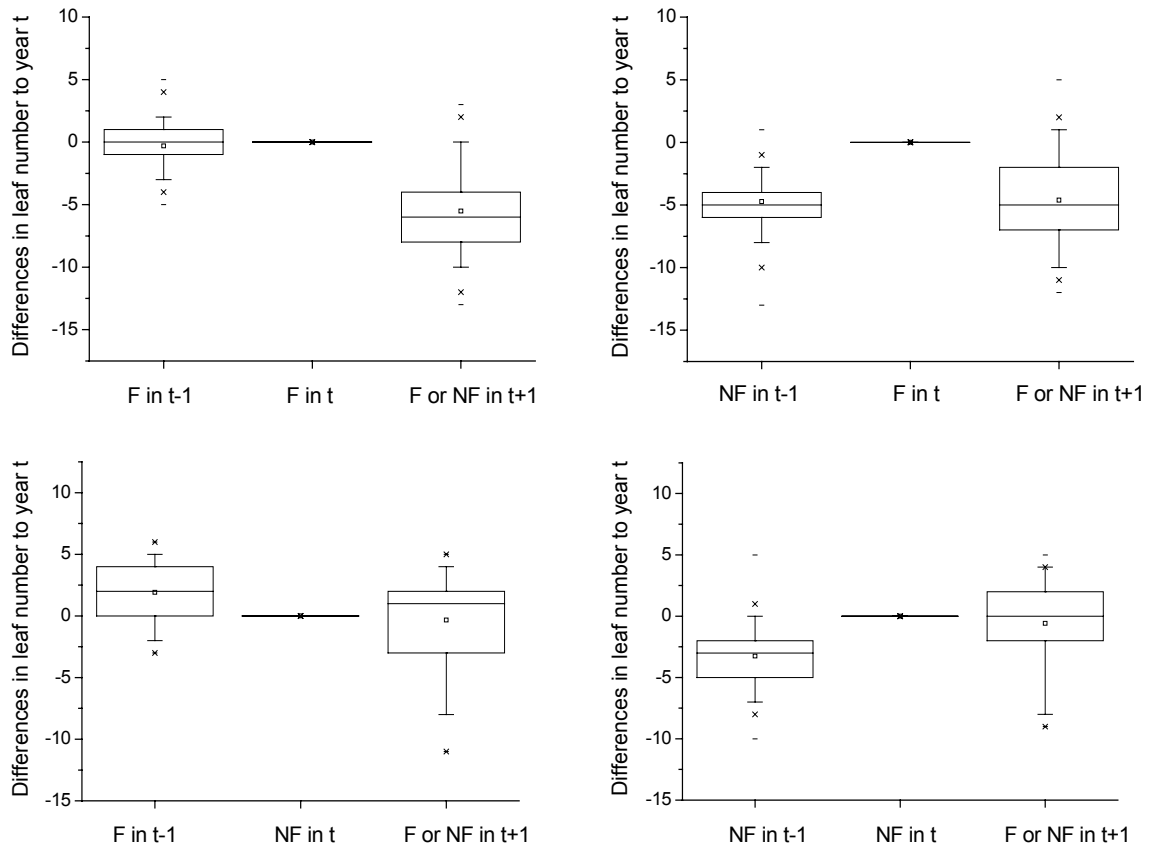 Differences in leaf number to year t
10
5
0
-5
-10
-15
F in t-1
F in t
F or NF in t+1
Differences in leaf number to year t
10
5
0
-5
-10
-15
NF in t-1
F in t
F or NF in t+1
Differences in leaf number to year t
10
5
0
-5
-10
-15
F in t-1
NF in t
F or NF in t+1
Differences in leaf number to year t
10
5
0
-5
-10
-15
NF in t-1
NF in t
F or NF in t+1